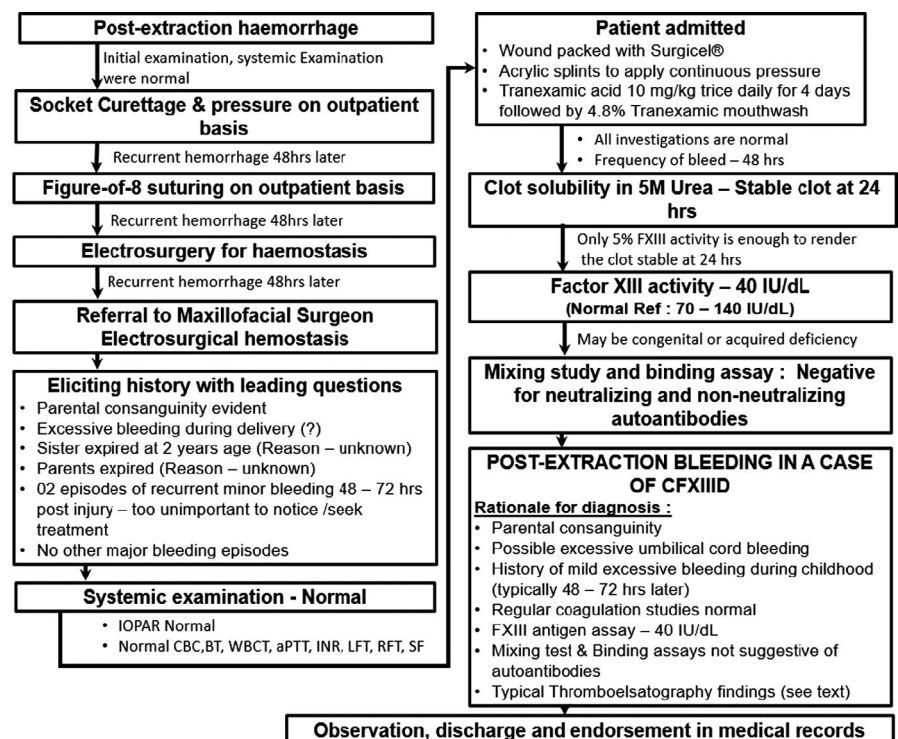 Post-extraction haemorrhage
Initial examination, systemic Examination
were normal
Socket Curettage & pressure on outpatient
basis
Recurrent hemorrhage 48hrs later
Figure-of-8 suturing on outpatient basis
Recurrent hemorrhage 48hrs later
Electrosurgery for haemostasis
Recurrent hemorrhage 48hrs later
Referral to Maxillofacial Surgeon
Electrosurgical hemostasis
Eliciting history with leading questions
• Parental consanguinity evident
• Excessive bleeding during delivery (?)
• Sister expired at 2 years age (Reason – unknown)
• Parents expired (Reason – unknown)
• 02 episodes of recurrent minor bleeding 48 – 72 hrs
post injury – too unimportant to notice /seek
treatment
• No other major bleeding episodes
Systemic examination - Normal
• IOPAR Normal
• Normal CBC,BT, WBCT, aPTT, INR, LFT, RFT, SF
Patient admitted
• Wound packed with Surgicel®
• Acrylic splints to apply continuous pressure
• Tranexamic acid 10 mg/kg trice daily for 4 days
followed by 4.8% Tranexamic mouthwash
• All investigations are normal
• Frequency of bleed – 48 hrs
Clot solubility in 5M Urea – Stable clot at 24
hrs
Only 5% FXIII activity is enough to render
the clot stable at 24 hrs
Factor XIII activity – 40 IU/dL
(Normal Ref : 70 – 140 IU/dL)
May be congenital or acquired deficiency
Mixing study and binding assay : Negative
for neutralizing and non-neutralizing
autoantibodies
POST-EXTRACTION BLEEDING IN A CASE
OF CFXIIID
Rationale for diagnosis :
• Parental consanguinity
• Possible excessive umbilical cord bleeding
• History of mild excessive bleeding during childhood
(typically 48 – 72 hrs later)
• Regular coagulation studies normal
• FXIII antigen assay – 40 IU/dL
• Mixing test & Binding assays not suggestive of
autoantibodies
• Typical Thromboelsatography findings (see text)
Observation, discharge and endorsement in medical records